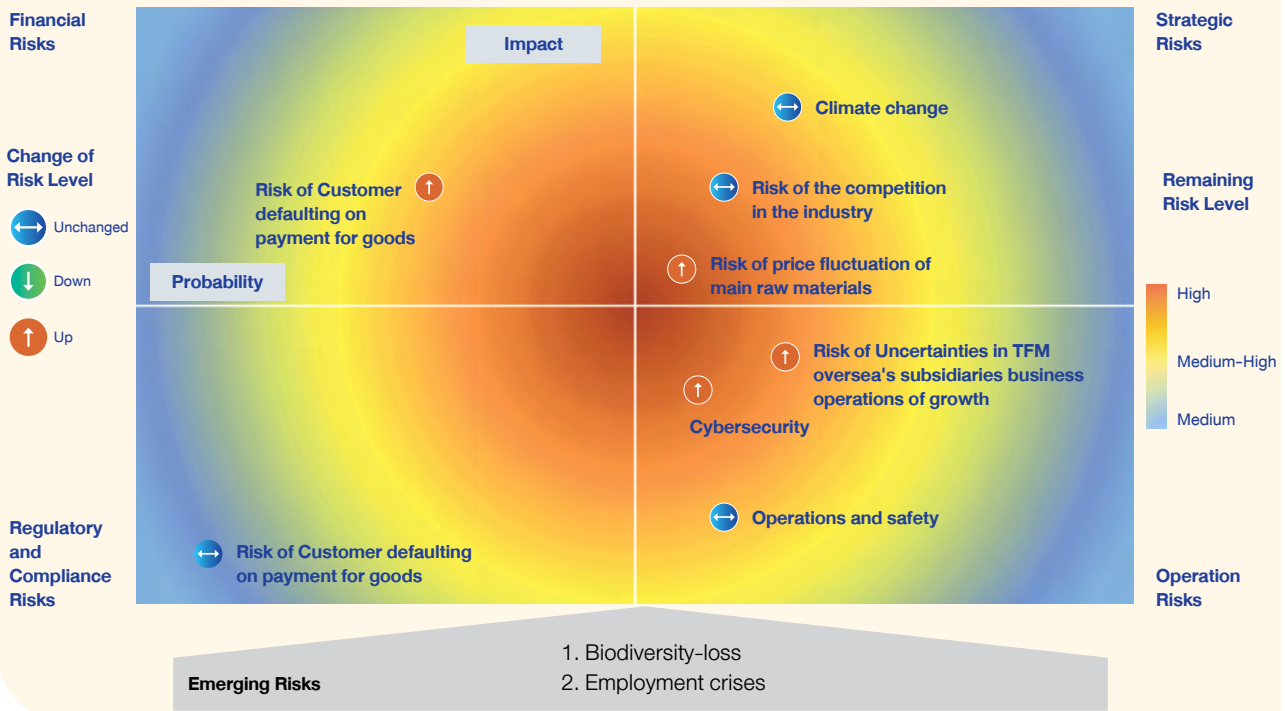 Financial
Risks
Impact
Strategic
Risks
Climate change
Change of
Risk Level
Unchanged
Down
Up
Risk of Customer
defaulting on
payment for goods
Risk of the competition
in the industry
Remaining
Risk Level
Probability
Risk of price fluctuation of
main raw materials
High
Medium-High
Medium
Risk of Uncertainties in TFM
oversea's subsidiaries business
operations of growth
Cybersecurity
Operations and safety
Regulatory
and
Compliance
Risks
Risk of Customer defaulting
on payment for goods
Operation
Risks
Emerging Risks
1. Biodiversity-loss
2. Employment crises